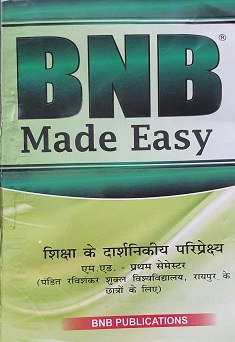 BNB®
Made Easy
शिक्षा के दार्शनिकीय परिप्रेक्ष्य
एम.एड. - प्रथम सेमेस्टर
(पंडित रविशंकर शुक्ल विश्वविद्यालय, रायपुर के
छात्रों के लिए)
BNB PUBLICATIONS